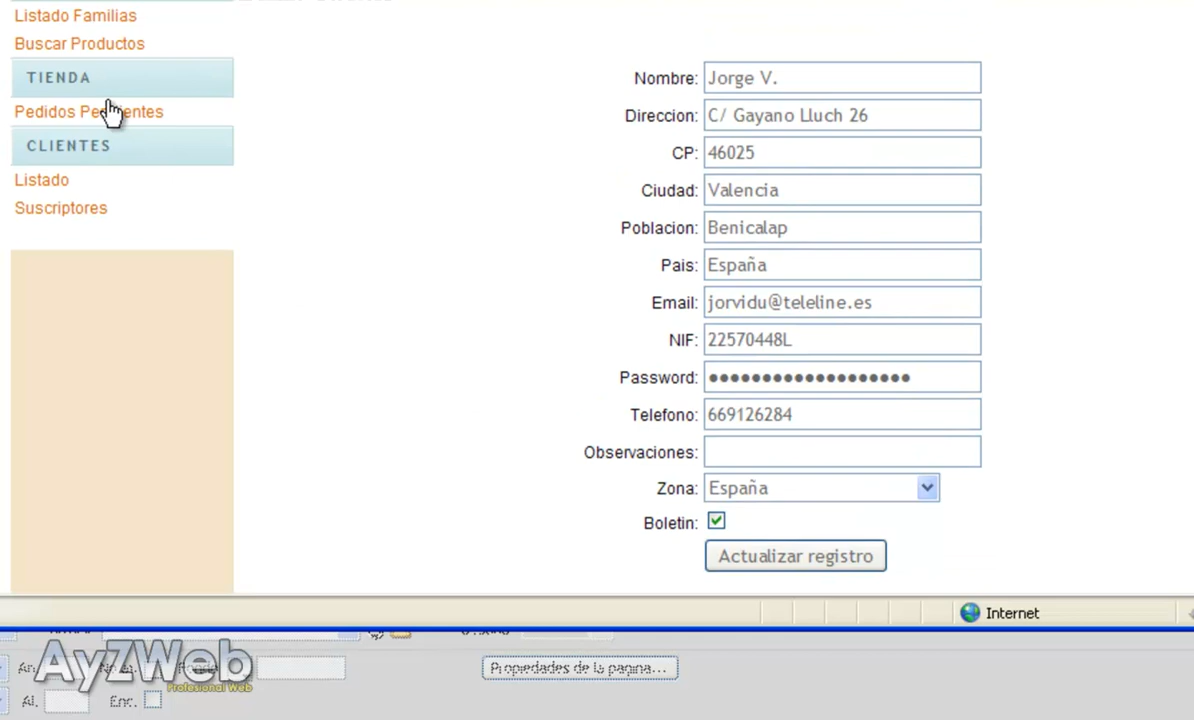 Listado Familias
Buscar Productos
TIENDA
Pedidos
CLIENTES
Listado
Suscriptores
Nombre: Jorge V.
Direccion: C/ Gayano Lluch 26
CP: 46025
Ciudad: Valencia
Poblacion: Benicalap
Pais: España
Email: jorvidu@teleline.es
NIF: 22570448L
Password: •••••••••••••••••••
Telefono: 669126284
Observaciones:
Zona: España
Boletin:
Actualizar registro
Internet
AyZWeb
Profesional Web
Propiedades de la pagina...
Al.
Enc.